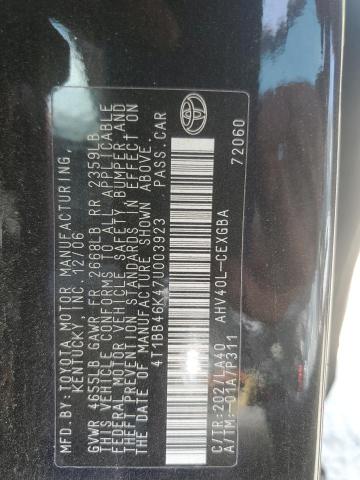 MFD.BY: TOYOTA MOTOR MANUFACTURING,
KENTUCKY, INC. 12/06
GVWR 4655LB GAWR FR 2668LB RR 2359LB
THIS VEHICLE CONFORMS TO ALL APPLICABLE
FEDERAL MOTOR VEHICLE SAFETY, BUMPER, AND
THEFT PREVENTION STANDARDS IN EFFECT ON
THE DATE OF MANUFACTURE SHOWN ABOVE.
4T1BB46K47U003923 PASS.CAR
C/TR:202/LA40 AHV40L-CEXGBA
A/TM:-01A/P311 72060
TOYOTA